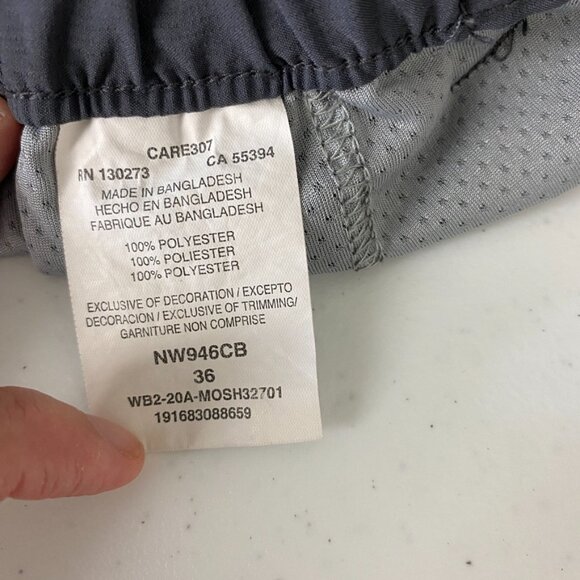 CARE307
RN 130273 CA 55394
MADE IN BANGLADESH
HECHO EN BANGLADESH
FABRIQUE AU BANGLADESH
100% POLYESTER
100% POLIESTER
100% POLYESTER
EXCLUSIVE OF DECORATION / EXCEPTO
DECORACION / EXCLUSIVE OF TRIMMING/
GARNITURE NON COMPRISE
NW946CB
36
WB2-20A-MOSH32701
191683088659